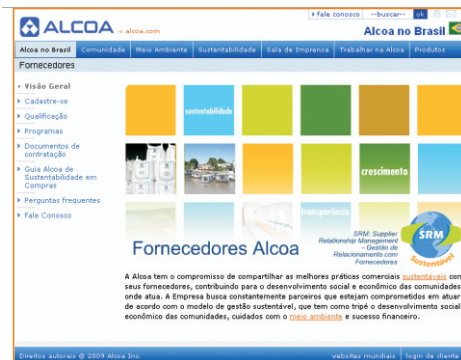 fale conosco --buscar-- ok
ALCOA alcoa.com
Alcoa no Brasil
Alcoa no Brasil Comunidade Meio Ambiente Sustentabilidade Sala de Imprensa Trabalhar na Alcoa Produtos
Fornecedores
Visão Geral
Cadastre-se
Qualificação
Programas
Documentos de
contratação
Guia Alcoa de
Sustentabilidade em
Compras
Perguntas frequentes
Fale Conosco
sustentabilidade
crescimento
transparência
Fornecedores Alcoa
SRM: Supplier
Relationship Management
- Gestão de
Relacionamento com
Fornecedores
SRM
Sustentável
A Alcoa tem o compromisso de compartilhar as melhores práticas comerciais sustentáveis com
seus fornecedores, contribuindo para o desenvolvimento social e econômico das comunidades
onde atua. A Empresa busca constantemente parceiros que estejam comprometidos em atuar
de acordo com o modelo de gestão sustentável, que tem como tripé o desenvolvimento social
econômico das comunidades, cuidados com o meio ambiente e sucesso financeiro.
Direitos autorais © 2009 Alcoa Inc. websites mundiais login de cliente